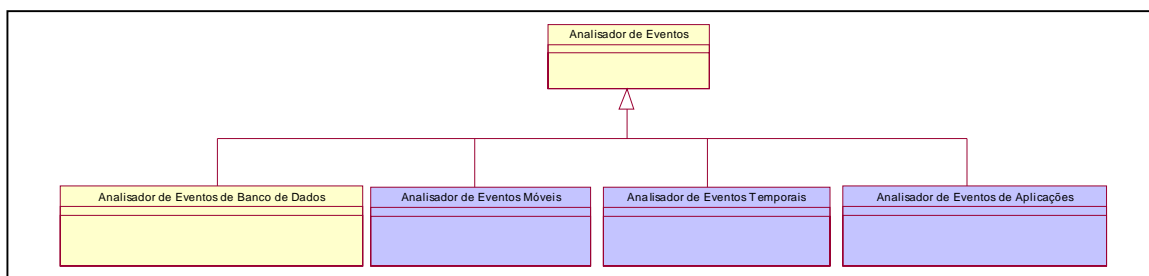 Analisador de Eventos
Analisador de Eventos de Banco de Dados
Analisador de Eventos Móveis
Analisador de Eventos Temporais
Analisador de Eventos de Aplicações